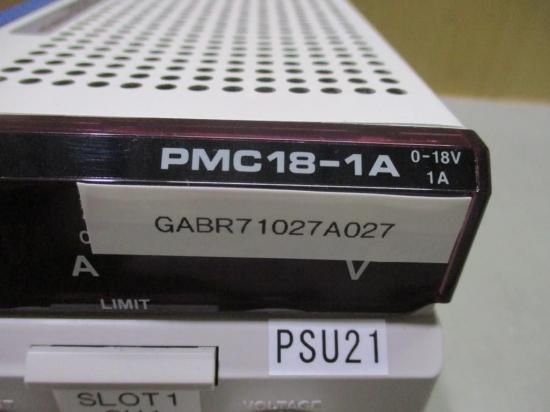 PMC18-1A 0-18V
1A
GABR71027A027
A V
LIMIT
PSU21
SLOT1
VOLTAGE